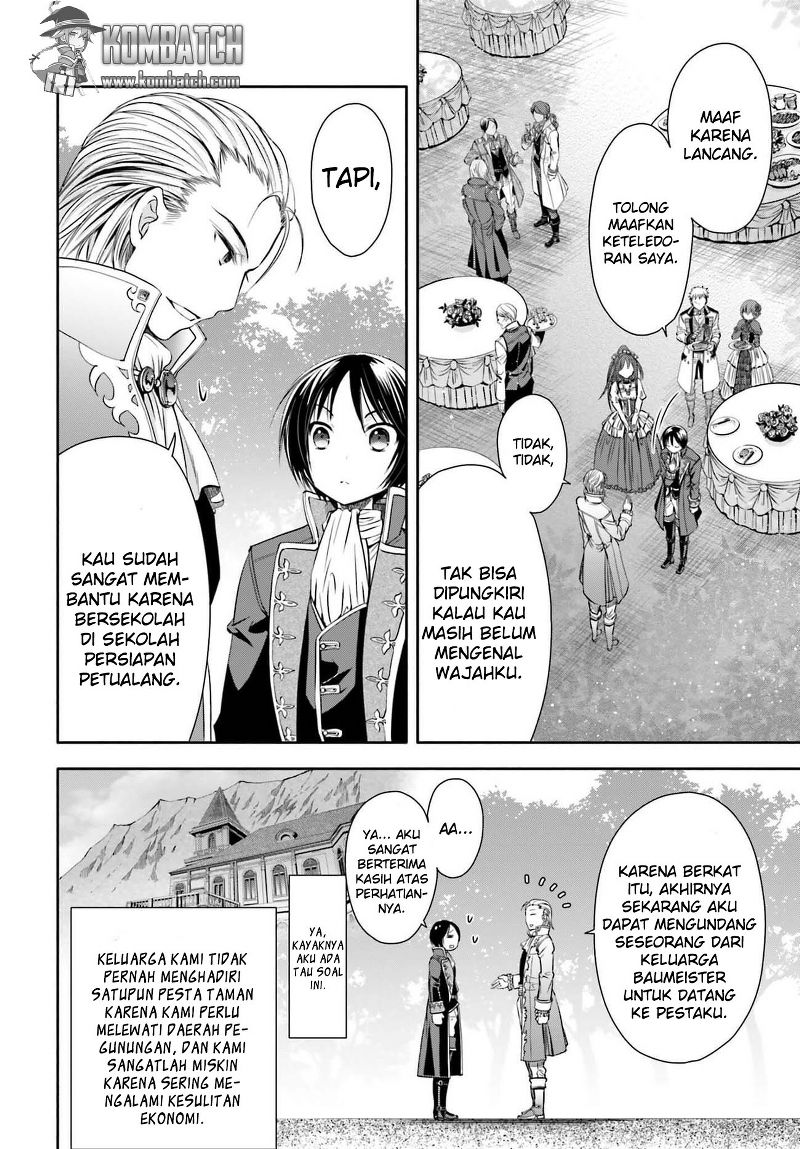 KOMBATCH
www.kombatch.com
MAAF
KARENA
LANCANG.
TOLONG
MAAFKAN
KETELEDO-
RAN SAYA.
TIDAK,
TIDAK,
TAK BISA
DIPUNGKIRI
KALAU KAU
MASIH BELUM
MENGENAL
WAJAHKU.
TAPI,
KAU SUDAH
SANGAT MEM-
BANTU KARENA
BERSEKOLAH
DI SEKOLAH
PERSIAPAN
PETUALANG.
KARENA BERKAT
ITU, AKHIRNYA
SEKARANG AKU
DAPAT MENGUNDANG
SESEORANG DARI
KELUARGA
BAUMEISTER
UNTUK DATANG
KE PESTAKU.
AA...
YA... AKU
SANGAT
BERTERIMA
KASIH ATAS
PERHATIAN-
NYA.
YA,
KAYAKNYA
AKU ADA
TAU SOAL
INI.
KELUARGA KAMI TIDAK
PERNAH MENGHADIRI
SATUPUN PESTA TAMAN
KARENA KAMI PERLU
MELEWATI DAERAH PE-
GUNUNGAN, DAN KAMI
SANGATLAH MISKIN
KARENA SERING ME-
NGALAMI KESULITAN
EKONOMI.